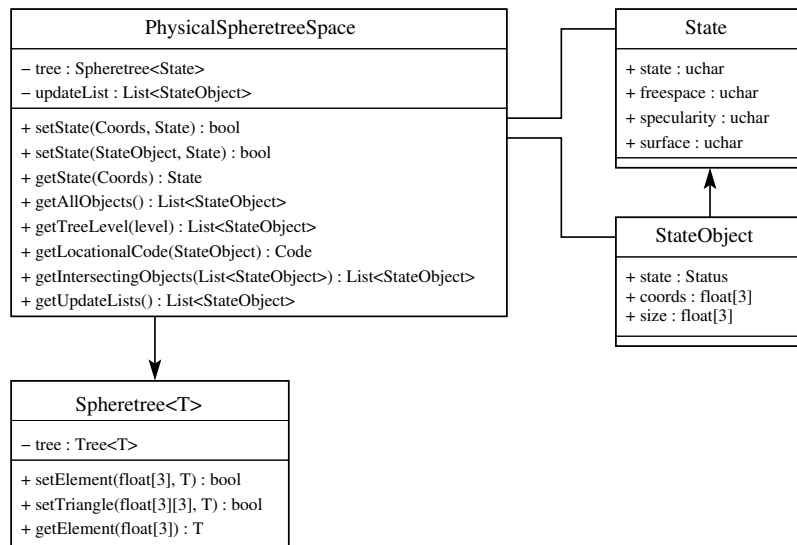 PhysicalSpheretreeSpace
– tree : Spheretree<State>
– updateList : List<StateObject>
+ setState(Coords, State) : bool
+ setState(StateObject, State) : bool
+ getState(Coords) : State
+ getAllObjects() : List<StateObject>
+ getTreeLevel(level) : List<StateObject>
+ getLocationalCode(StateObject) : Code
+ getIntersectingObjects(List<StateObject>) : List<StateObject>
+ getUpdateLists() : List<StateObject>
State
+ state : uchar
+ freespace : uchar
+ specularity : uchar
+ surface : uchar
StateObject
+ state : Status
+ coords : float[3]
+ size : float[3]
Spheretree<T>
– tree : Tree<T>
+ setElement(float[3], T) : bool
+ setTriangle(float[3][3], T) : bool
+ getElement(float[3]) : T